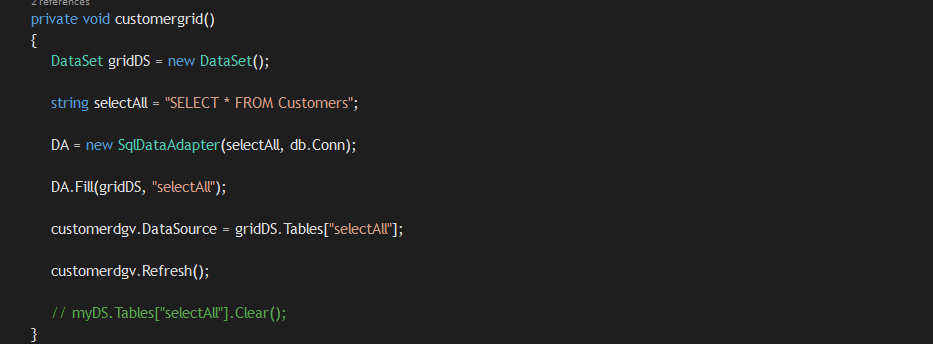 2 references
private void customergrid()
{
DataSet gridDS = new DataSet();
string selectAll = "SELECT * FROM Customers";
DA = new SqlDataAdapter(selectAll, db.Conn);
DA.Fill(gridDS, "selectAll");
customerdgv.DataSource = gridDS.Tables["selectAll"];
customerdgv.Refresh();
// myDS.Tables["selectAll"].Clear();
}